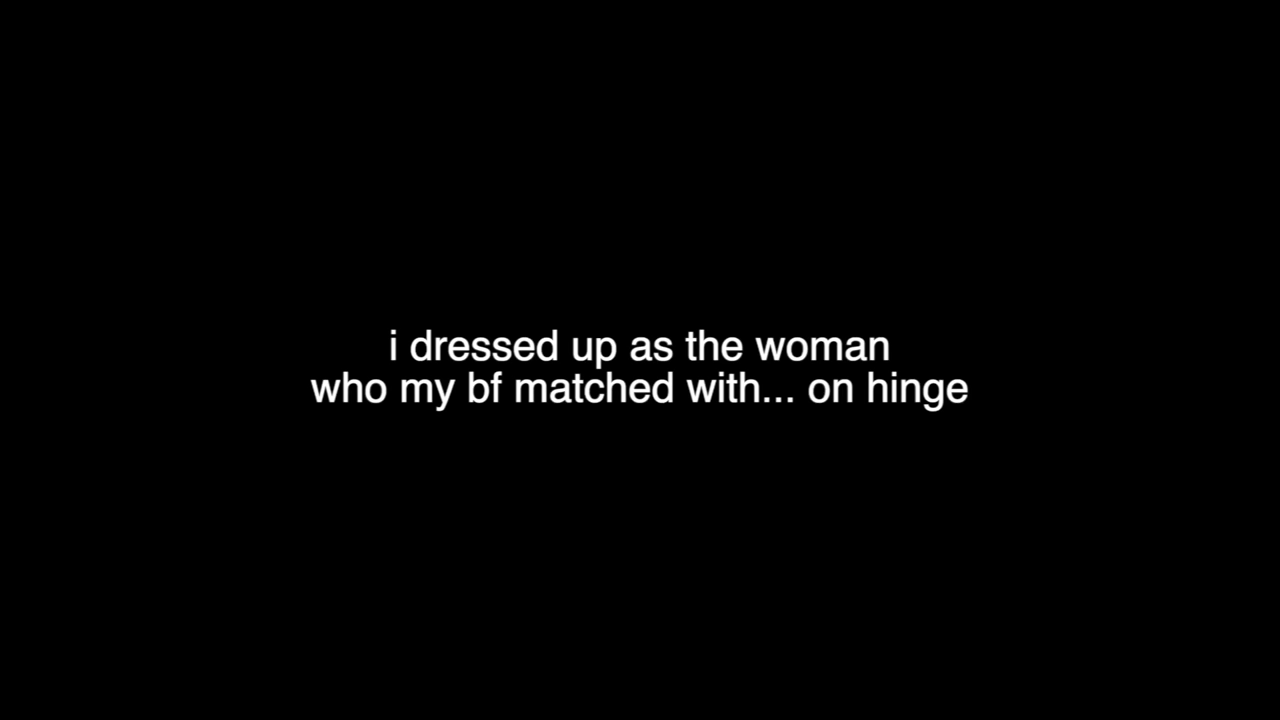 i dressed up as the woman
who my bf matched with... on hinge